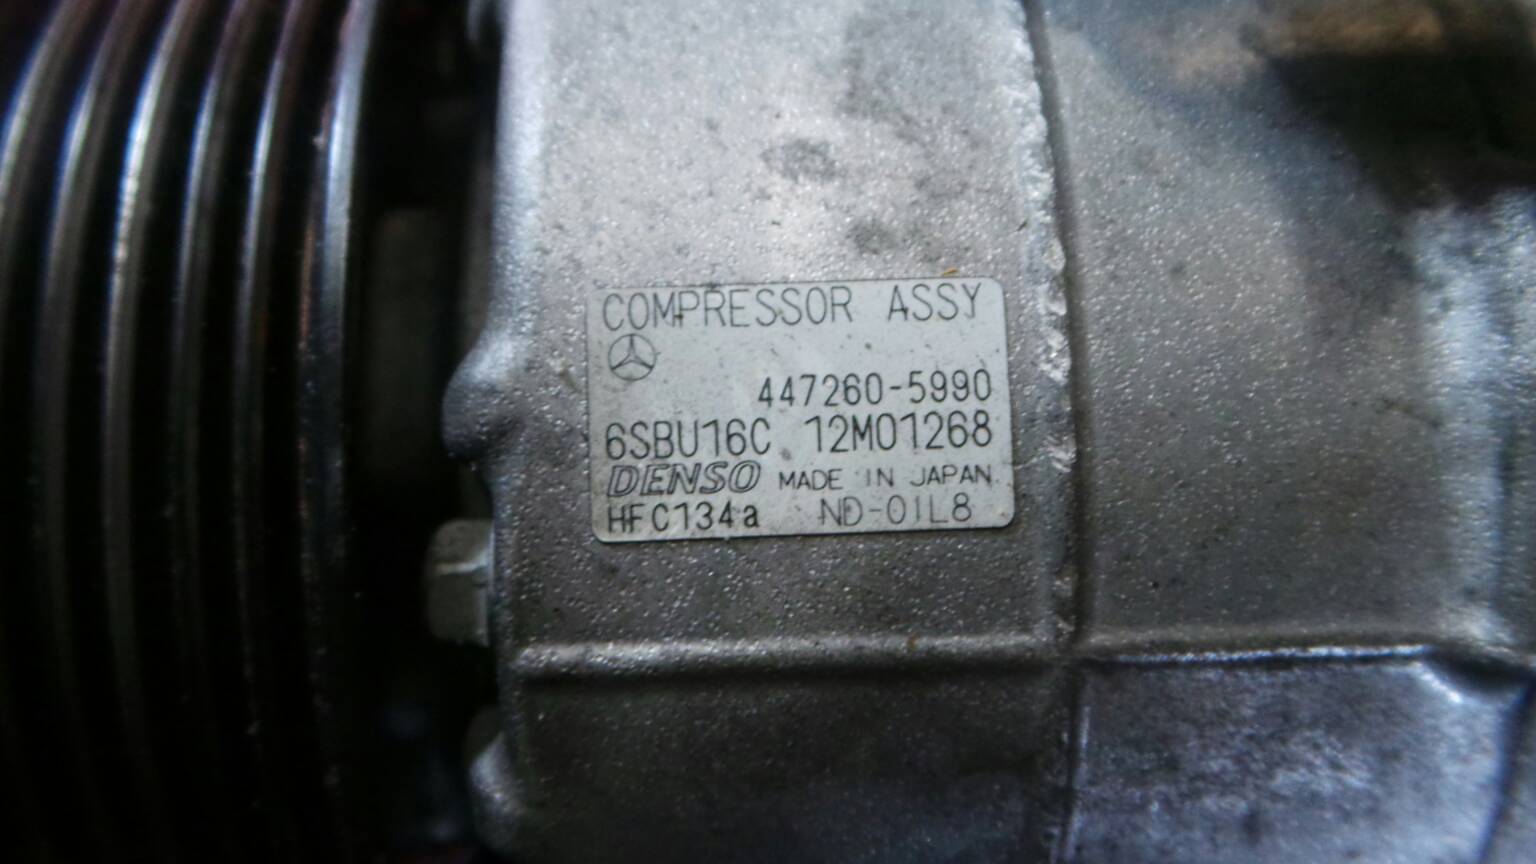 COMPRESSOR ASSY
447260-5990
6SBU16C 12M01268
DENSO MADE IN JAPAN
HFC134a ND-OIL8